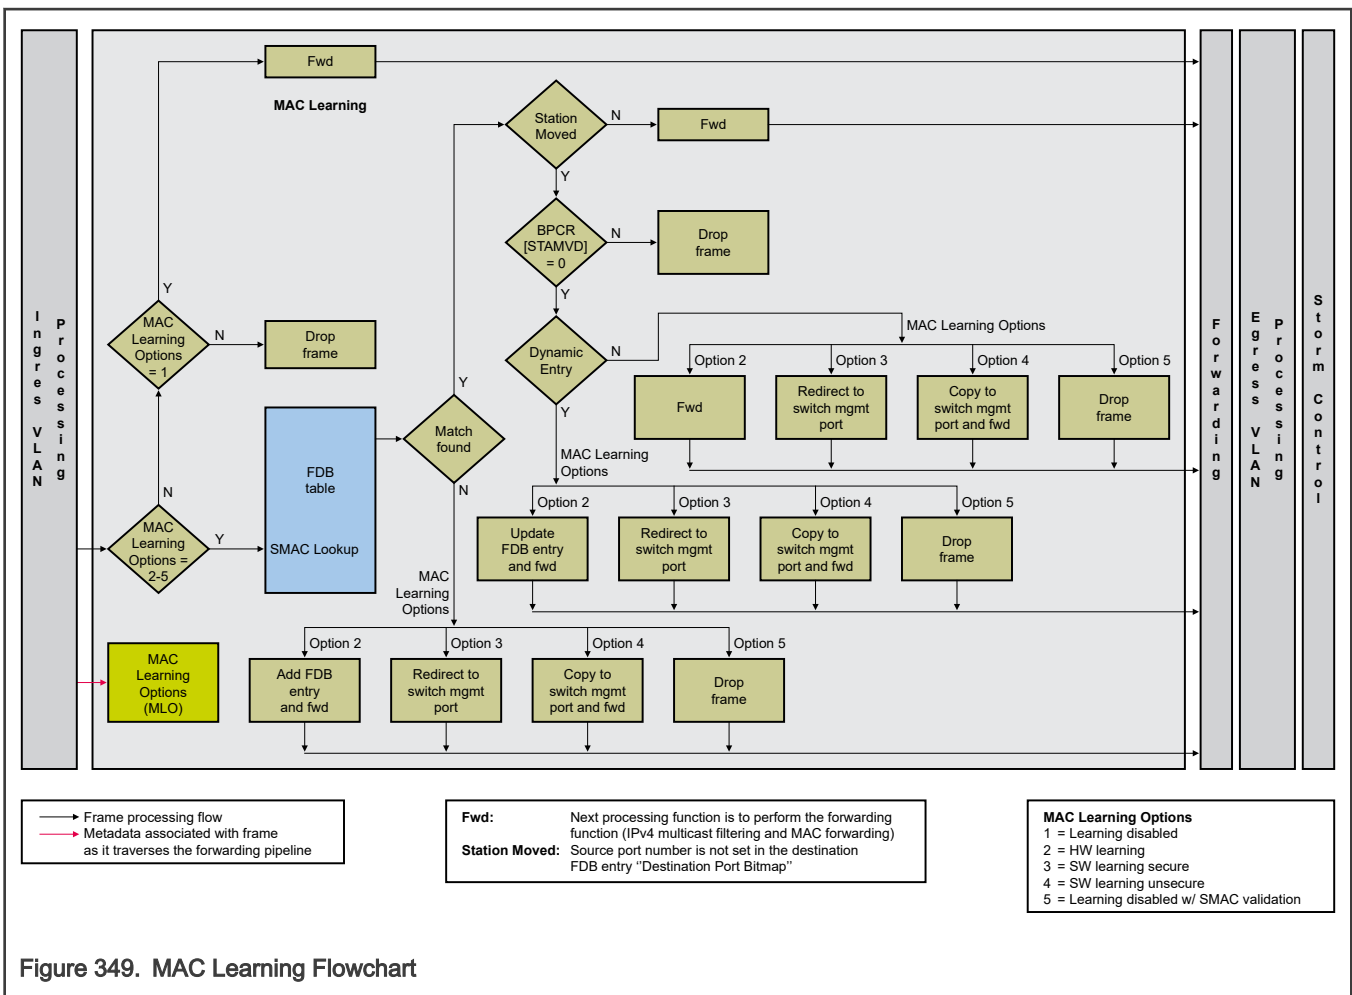 Ingres VLAN
Processing
Fwd
MAC Learning
Station
Moved
N
Fwd
Y
BPCR
[STAMVD]
= 0
N
Drop
frame
Y
Dynamic
Entry
N
MAC Learning Options
Option 2
Option 3
Option 4
Option 5
Fwd
Redirect to
switch mgmt
port
Copy to
switch mgmt
port and fwd
Drop
frame
Y
MAC Learning
Options
Option 2
Option 3
Option 4
Option 5
Update
FDB entry
and fwd
Redirect to
switch mgmt
port
Copy to
switch mgmt
port and fwd
Drop
frame
Y
MAC
Learning
Options
= 1
N
Drop
frame
N
MAC
Learning
Options =
2-5
Y
FDB
table
SMAC Lookup
Y
Match
found
N
MAC
Learning
Options
Option 2
Option 3
Option 4
Option 5
MAC
Learning
Options
(MLO)
Add FDB
entry
and fwd
Redirect to
switch mgmt
port
Copy to
switch mgmt
port and fwd
Drop
frame
Forwarding
Egress VLAN
Processing
Storm Control
Frame processing flow
Metadata associated with frame
as it traverses the forwarding pipeline
Fwd: Next processing function is to perform the forwarding
function (IPv4 multicast filtering and MAC forwarding)
Station Moved: Source port number is not set in the destination
FDB entry ‘’Destination Port Bitmap’’
MAC Learning Options
1 = Learning disabled
2 = HW learning
3 = SW learning secure
4 = SW learning unsecure
5 = Learning disabled w/ SMAC validation
Figure 349. MAC Learning Flowchart